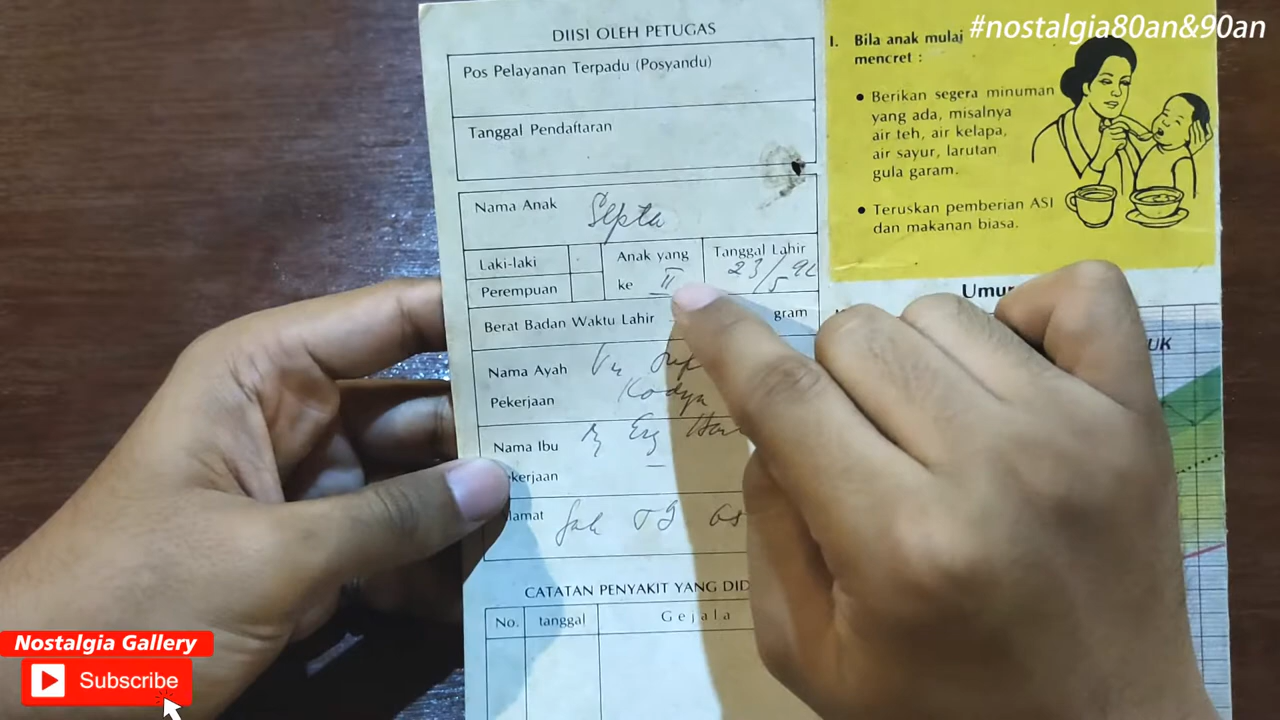 #nostalgia80an&90an
DIISI OLEH PETUGAS
Pos Pelayanan Terpadu (Posyandu)
Tanggal Pendaftaran
Nama Anak Septa
Laki-laki
Perempuan
Anak yang
ke II
Tanggal Lahir
23/5
Berat Badan Waktu Lahir gram
Nama Ayah
Pekerjaan
Nama Ibu
kerjaan
lamat
CATATAN PENYAKIT YANG DID
No. tanggal Gejala
I. Bila anak mulai
mencret :
• Berikan segera minuman
yang ada, misalnya
air teh, air kelapa,
air sayur, larutan
gula garam.
• Teruskan pemberian ASI
dan makanan biasa.
Umur
UK
Nostalgia Gallery
Subscribe